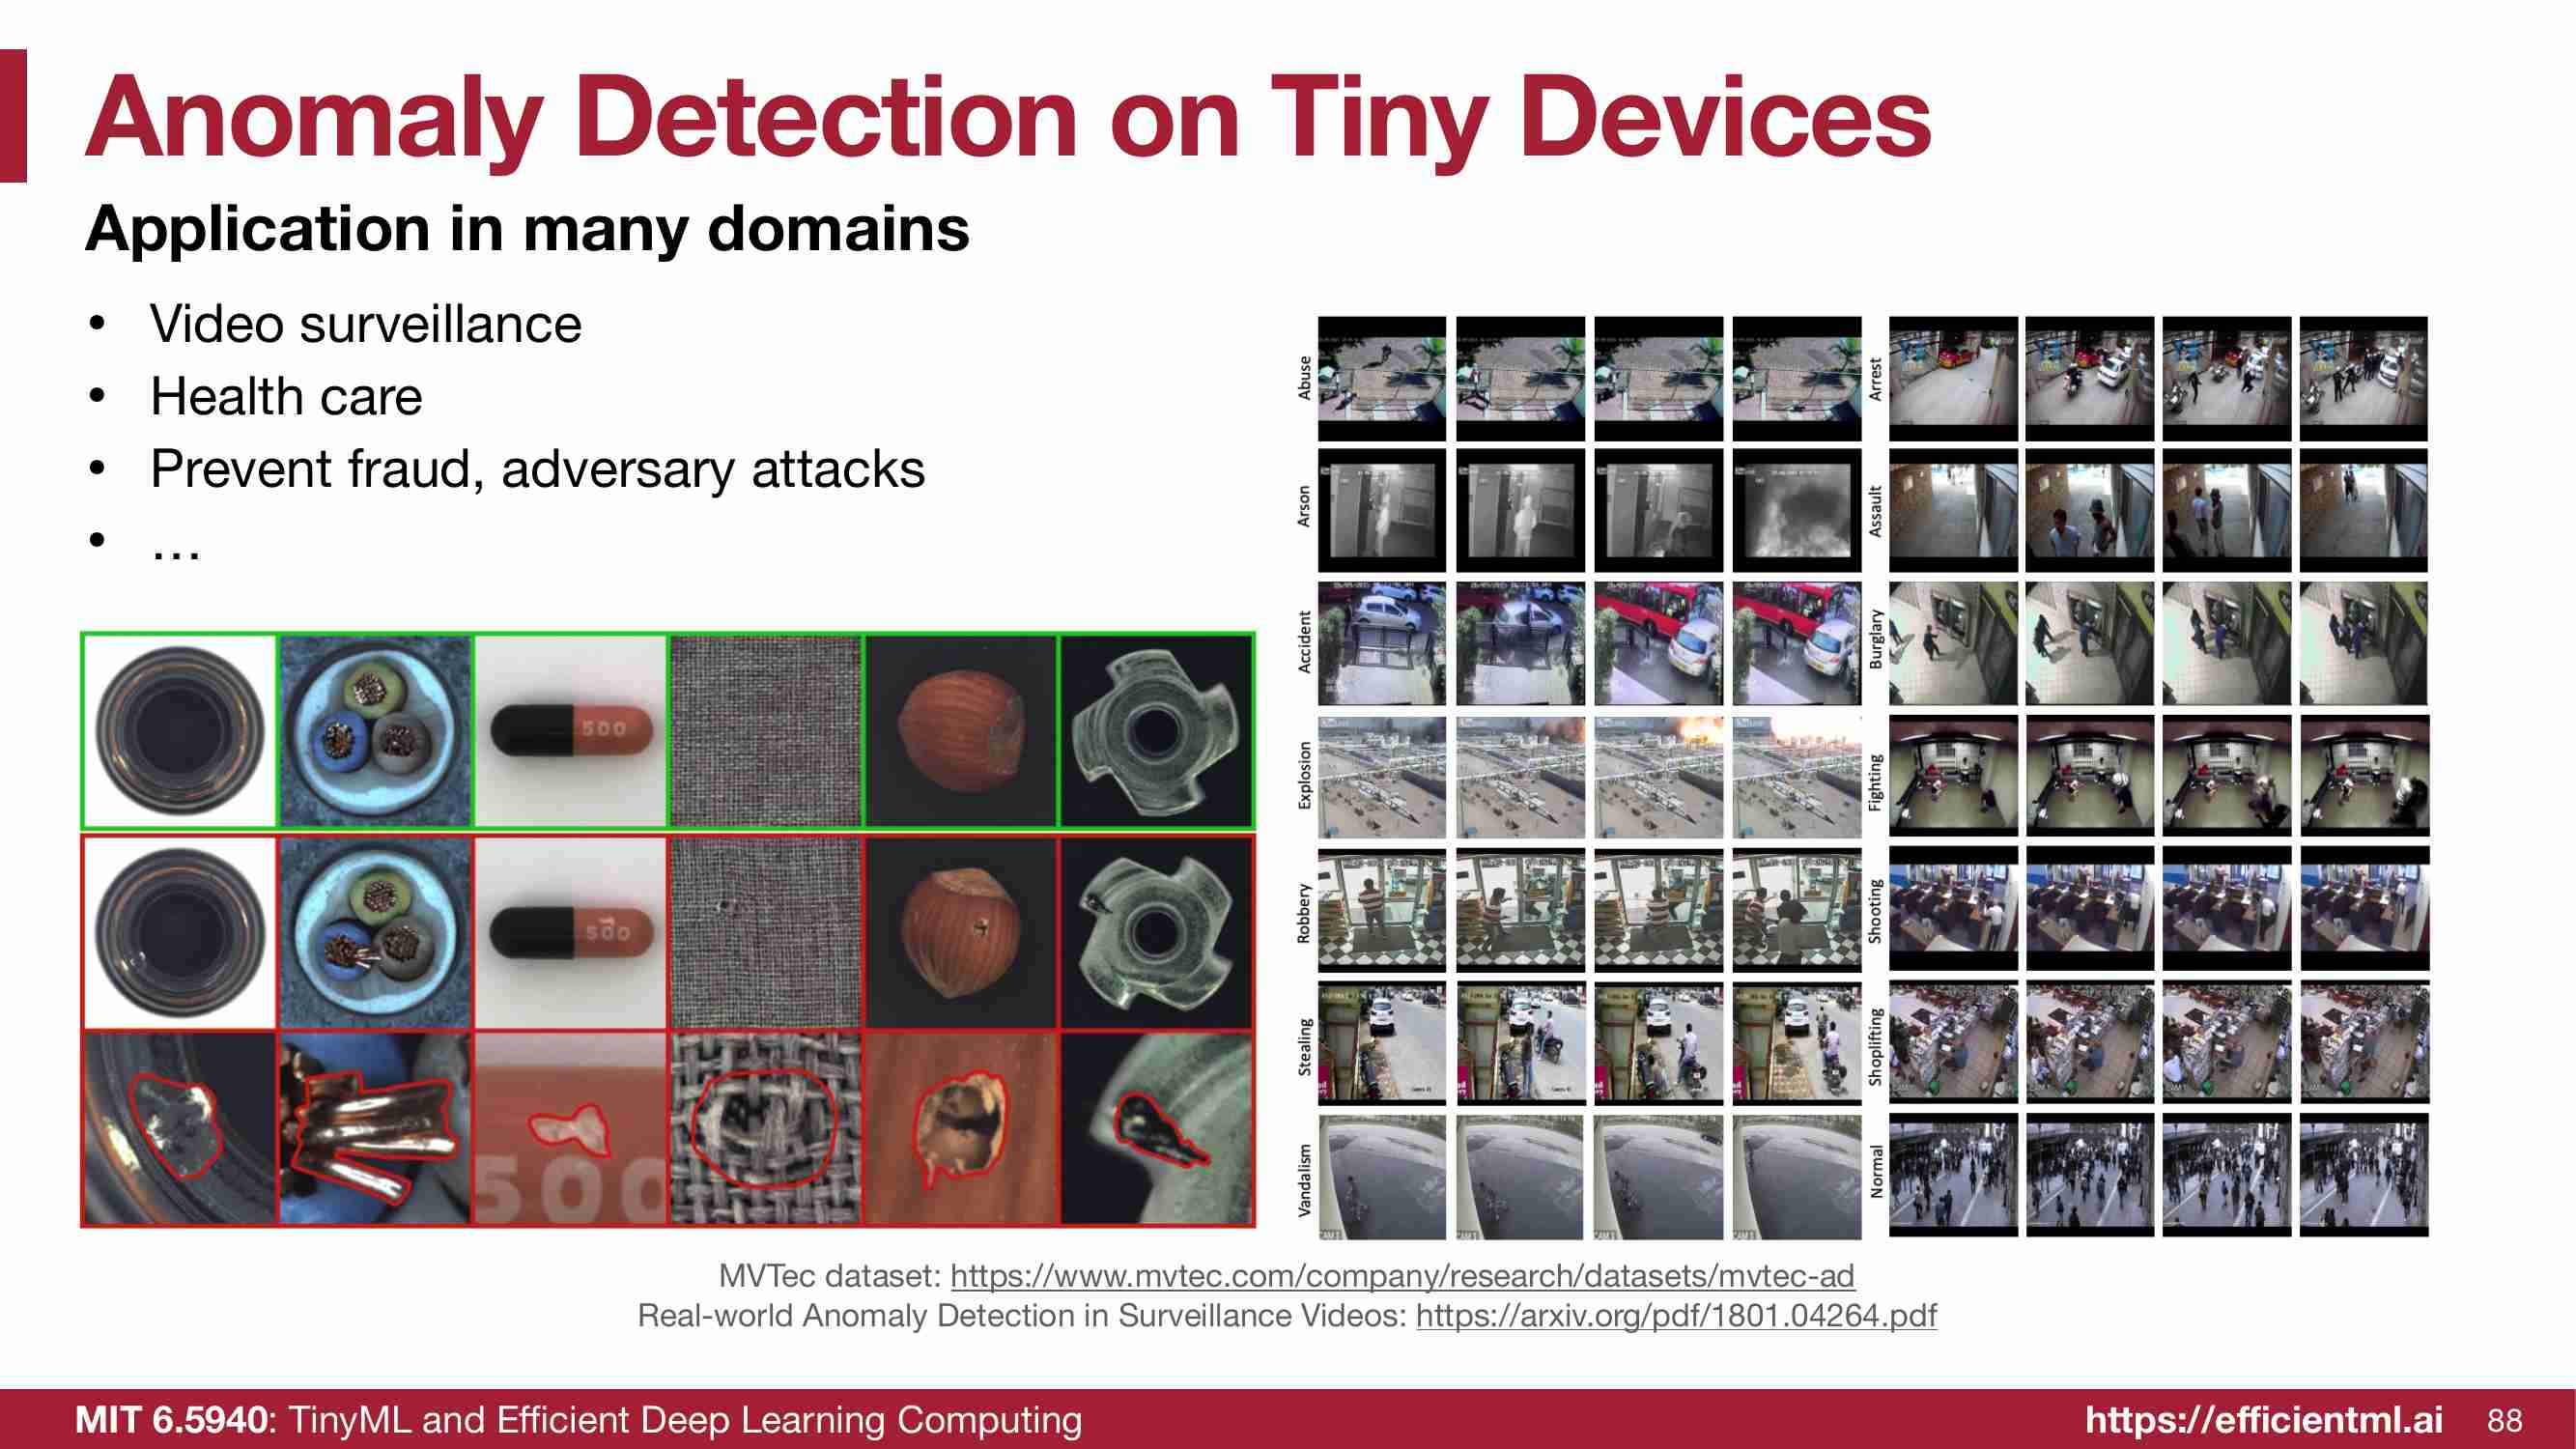 Anomaly Detection on Tiny Devices
Application in many domains
• Video surveillance
• Health care
• Prevent fraud, adversary attacks
• …
500
500
500
Abuse
Arson
Accident
Explosion
Robbery
Stealing
Vandalism
Arrest
Assault
Burglary
Fighting
Shooting
Shoplifting
Normal
MVTec dataset: https://www.mvtec.com/company/research/datasets/mvtec-ad
Real-world Anomaly Detection in Surveillance Videos: https://arxiv.org/pdf/1801.04264.pdf
MIT 6.5940: TinyML and Efficient Deep Learning Computing
https://efficientml.ai 88